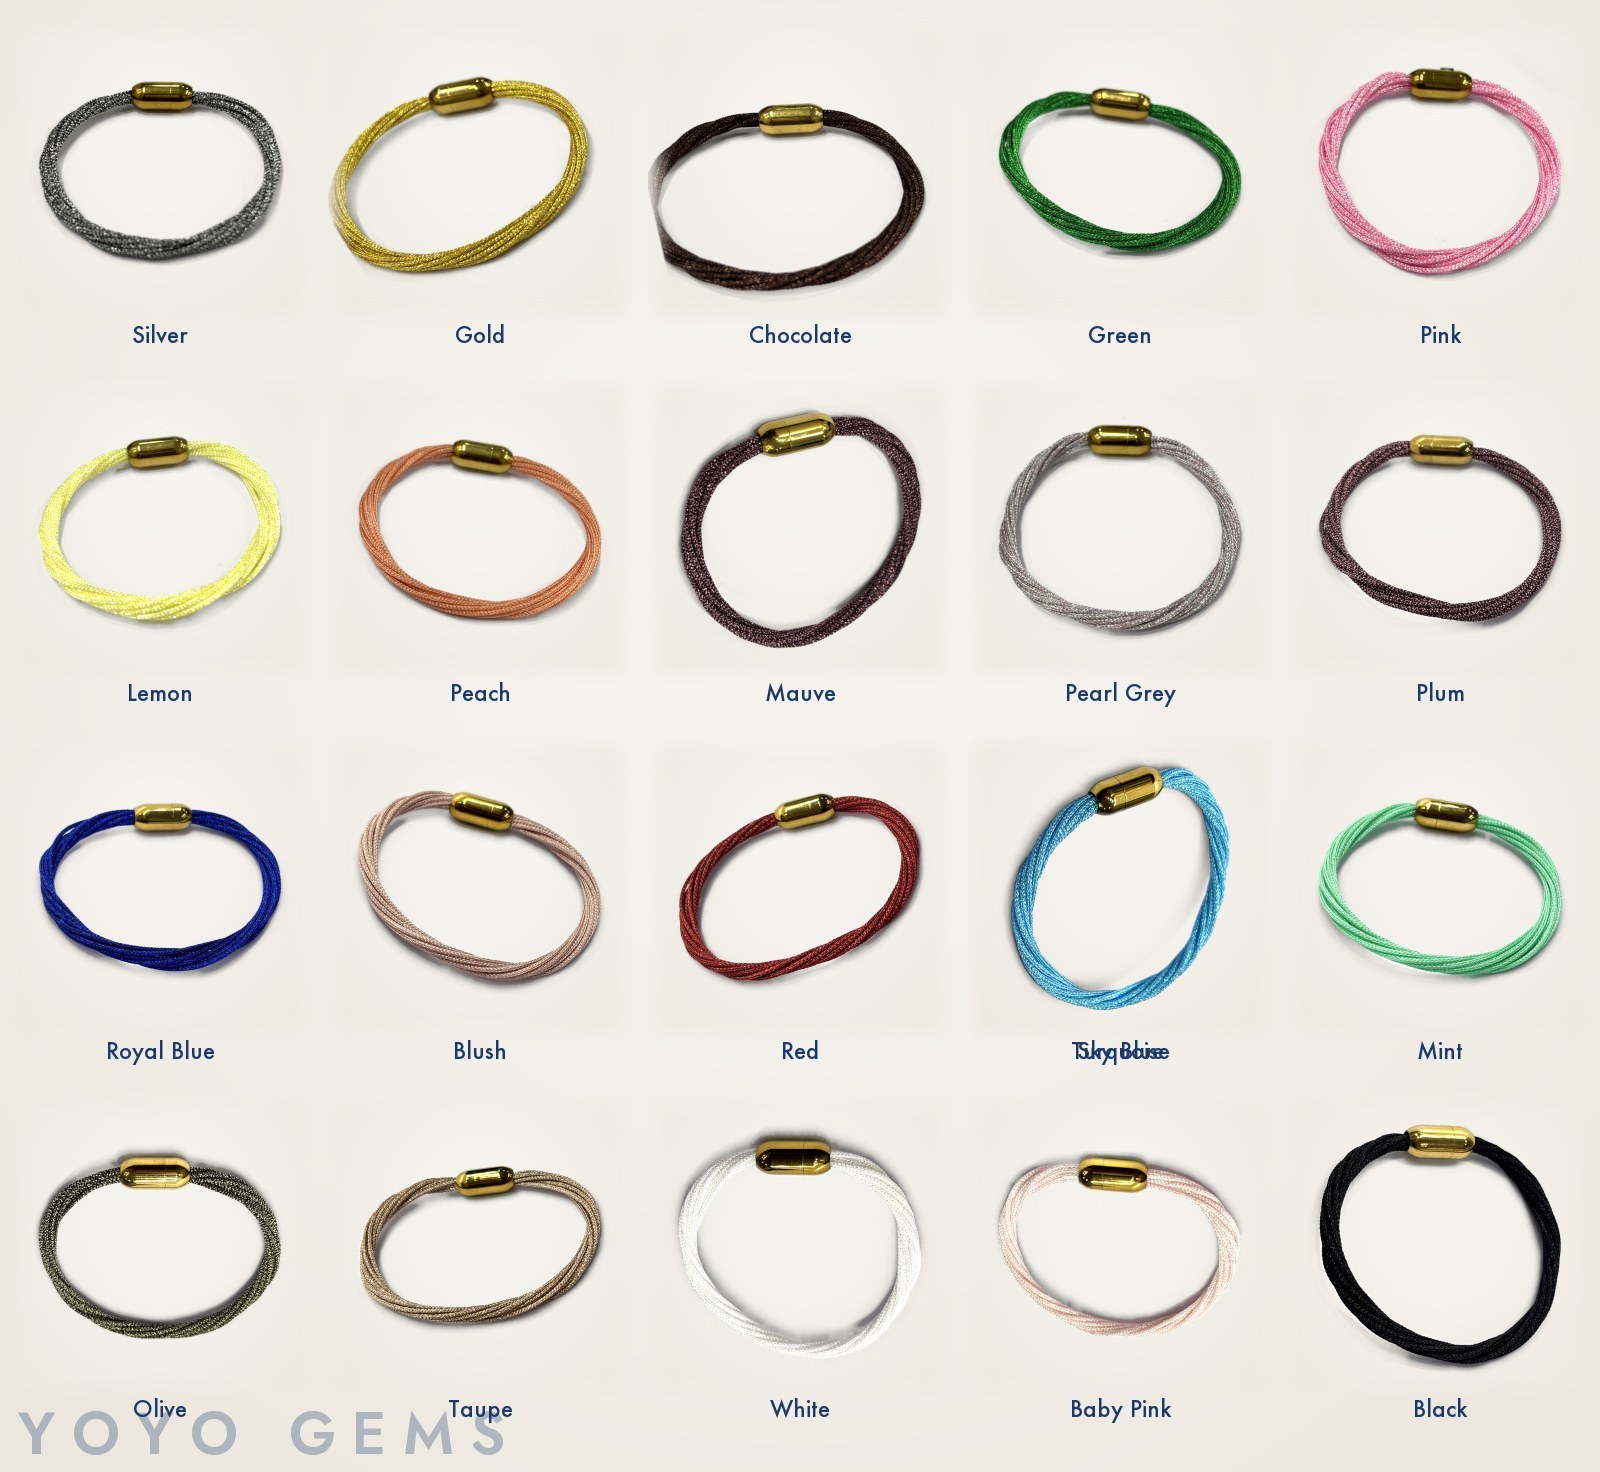 Silver Gold Chocolate Green Pink
Lemon Peach Mauve Pearl Grey Plum
Royal Blue Blush Red Mint
Olive Taupe White Baby Pink Black
YOYO GEMS